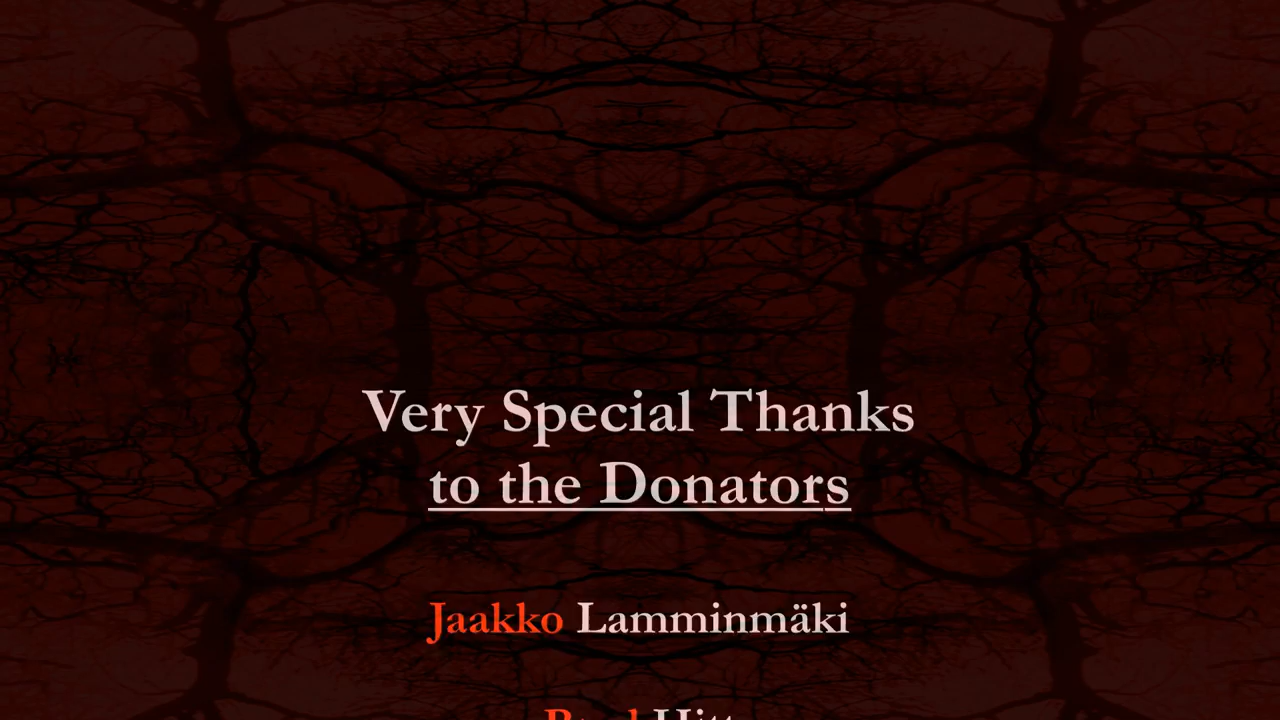 Very Special Thanks
to the Donators
Jaakko Lamminmäki